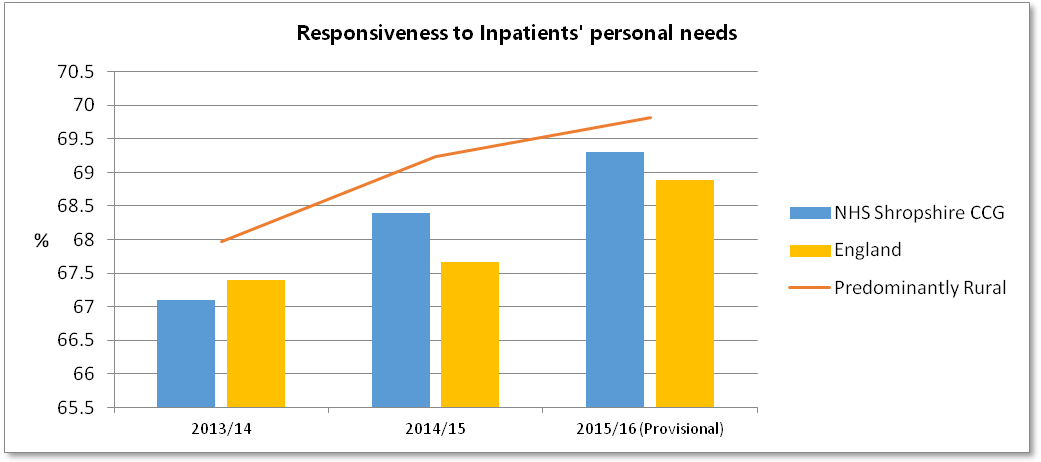 Responsiveness to Inpatients' personal needs
70.5
70
69.5
69
68.5
68
67.5
67
66.5
66
65.5
%
2013/14
2014/15
2015/16 (Provisional)
NHS Shropshire CCG
England
Predominantly Rural